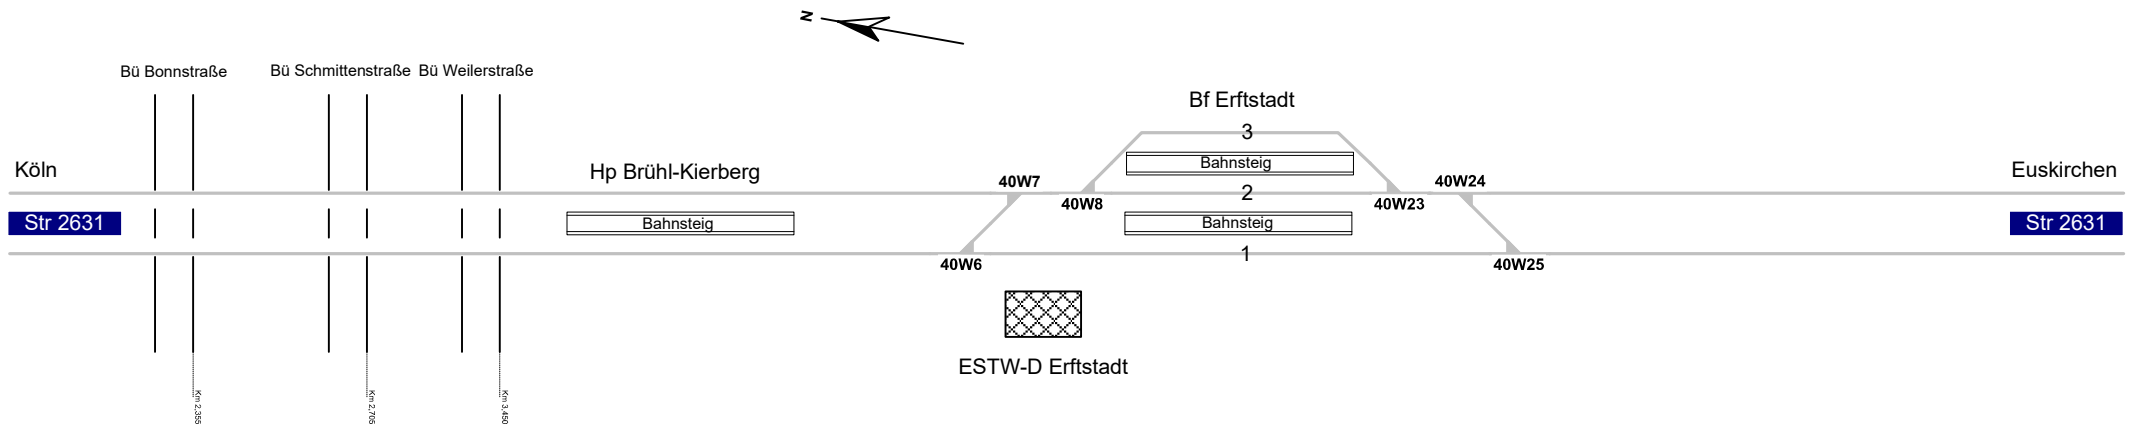 N
Bü Bonnstraße
Bü Schmittenstraße
Bü Weilerstraße
Bf Erftstadt
3
Bahnsteig
Köln
Hp Brühl-Kierberg
40W7
40W24
Euskirchen
2
40W8
40W23
Str 2631
Bahnsteig
Bahnsteig
Str 2631
1
40W6
40W25
ESTW-D Erftstadt
Km 2,355
Km 2,705
Km 3,450